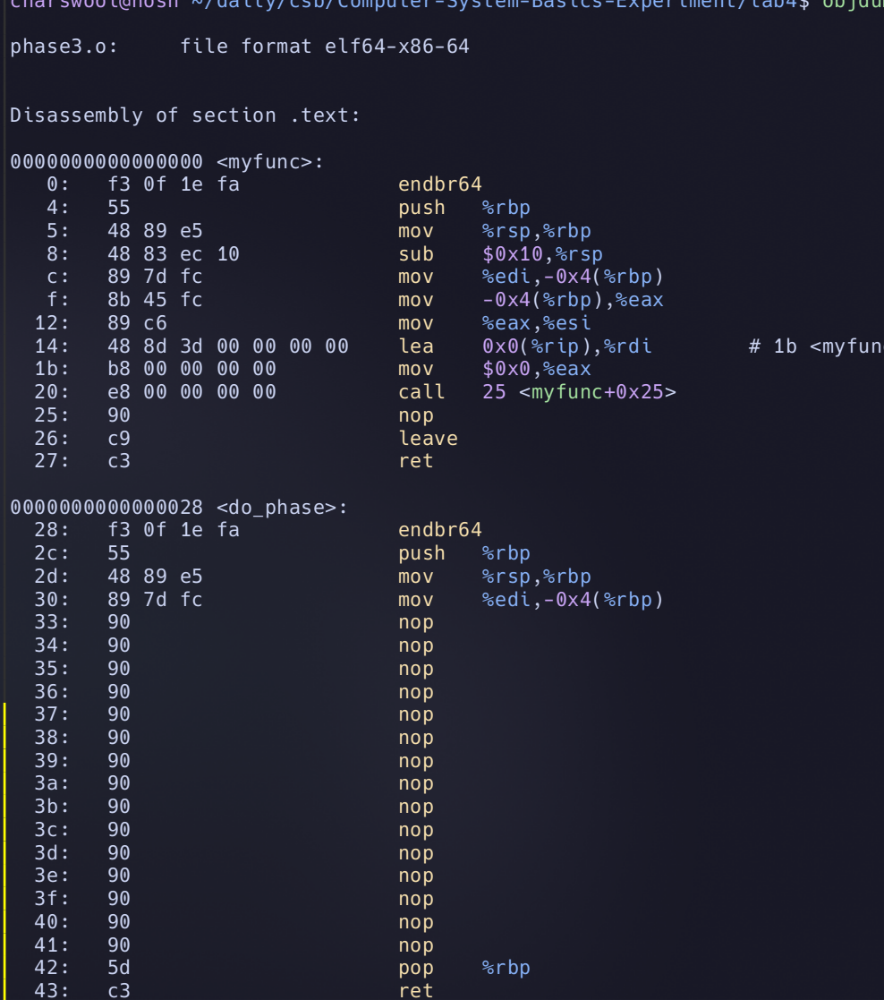 charswool@nosh ~/daily/csb/Computer-System-Basics-Experiment/lab4$ objdu
phase3.o:     file format elf64-x86-64
Disassembly of section .text:
0000000000000000 <myfunc>:
   0:   f3 0f 1e fa             endbr64
   4:   55                      push   %rbp
   5:   48 89 e5                mov    %rsp,%rbp
   8:   48 83 ec 10             sub    $0x10,%rsp
   c:   89 7d fc                mov    %edi,-0x4(%rbp)
   f:   8b 45 fc                mov    -0x4(%rbp),%eax
  12:   89 c6                   mov    %eax,%esi
  14:   48 8d 3d 00 00 00 00    lea    0x0(%rip),%rdi        # 1b <myfun
  1b:   b8 00 00 00 00          mov    $0x0,%eax
  20:   e8 00 00 00 00          call   25 <myfunc+0x25>
  25:   90                      nop
  26:   c9                      leave
  27:   c3                      ret
0000000000000028 <do_phase>:
  28:   f3 0f 1e fa             endbr64
  2c:   55                      push   %rbp
  2d:   48 89 e5                mov    %rsp,%rbp
  30:   89 7d fc                mov    %edi,-0x4(%rbp)
  33:   90                      nop
  34:   90                      nop
  35:   90                      nop
  36:   90                      nop
  37:   90                      nop
  38:   90                      nop
  39:   90                      nop
  3a:   90                      nop
  3b:   90                      nop
  3c:   90                      nop
  3d:   90                      nop
  3e:   90                      nop
  3f:   90                      nop
  40:   90                      nop
  41:   90                      nop
  42:   5d                      pop    %rbp
  43:   c3                      ret